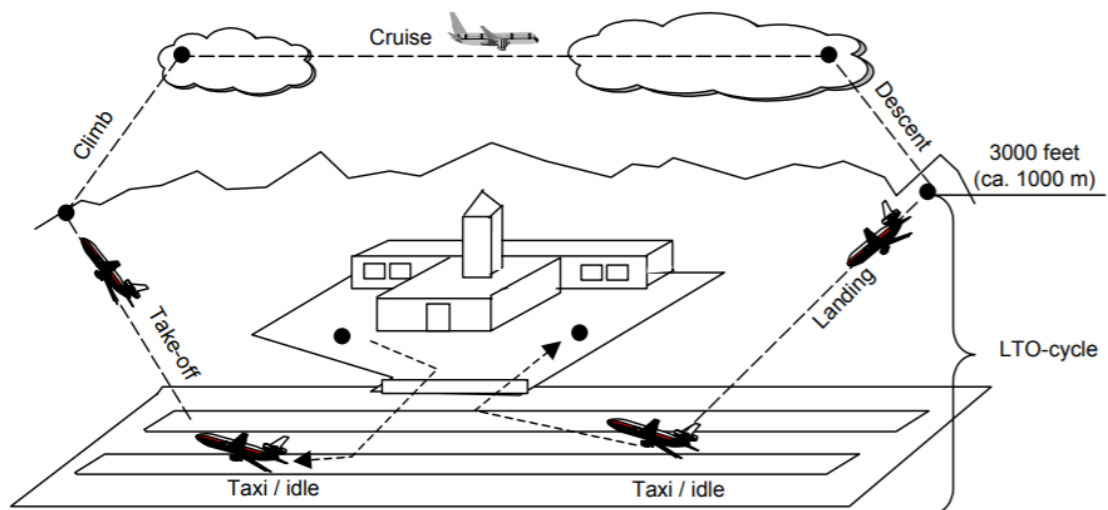 Cruise
Climb
Descent
3000 feet
(ca. 1000 m)
Take-off
Landing
LTO-cycle
Taxi / idle
Taxi / idle